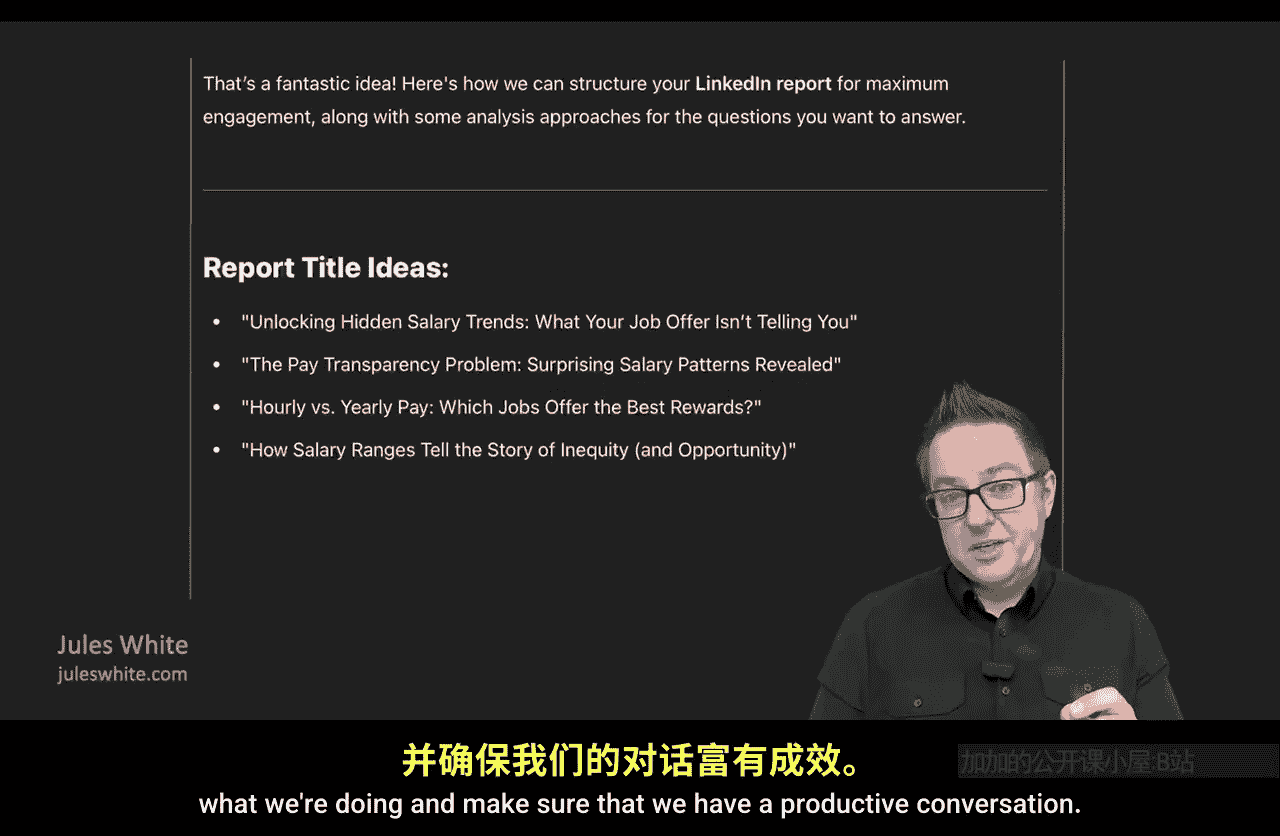 That’s a fantastic idea! Here's how we can structure your LinkedIn report for maximum
engagement, along with some analysis approaches for the questions you want to answer.
Report Title Ideas:
• "Unlocking Hidden Salary Trends: What Your Job Offer Isn’t Telling You"
• "The Pay Transparency Problem: Surprising Salary Patterns Revealed"
• "Hourly vs. Yearly Pay: Which Jobs Offer the Best Rewards?"
• "How Salary Ranges Tell the Story of Inequity (and Opportunity)"
Jules White
juleswhite.com
并确保我们的对话富有成效。
加加的公开课小屋·B站
what we're doing and make sure that we have a productive conversation.